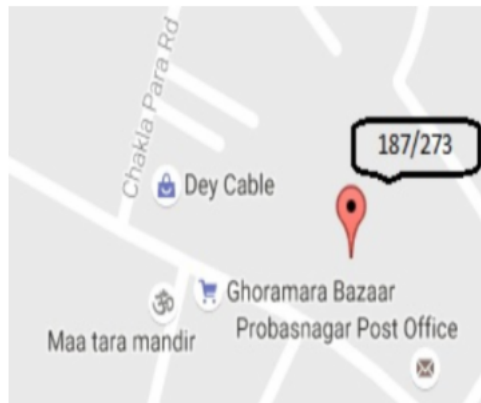 Chakla Para Rd
187/273
Dey Cable
Ghoramara Bazaar
Probasnagar Post Office
ॐ
Maa tara mandir